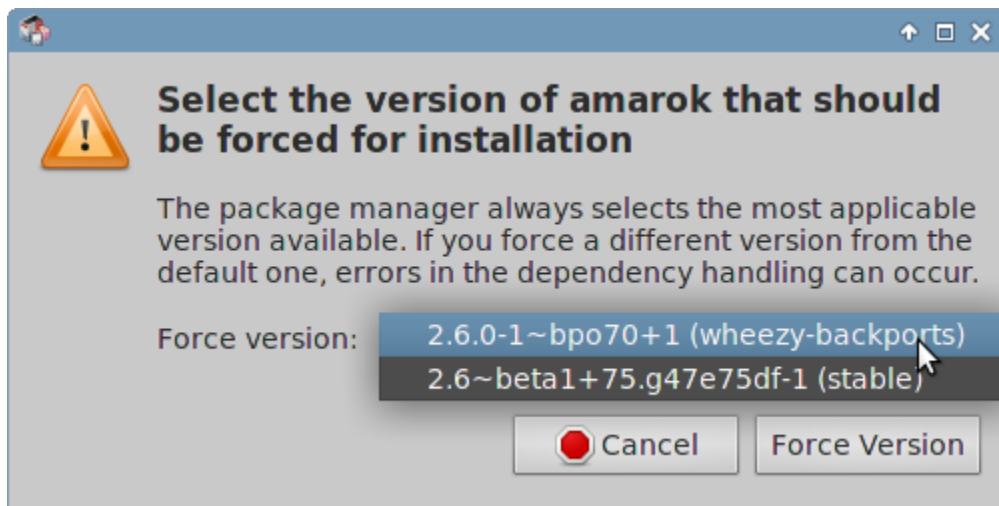 Select the version of amarok that should
be forced for installation
The package manager always selects the most applicable
version available. If you force a different version from the
default one, errors in the dependency handling can occur.
Force version:
2.6.0-1~bpo70+1 (wheezy-backports)
2.6~beta1+75.g47e75df-1 (stable)
Cancel
Force Version